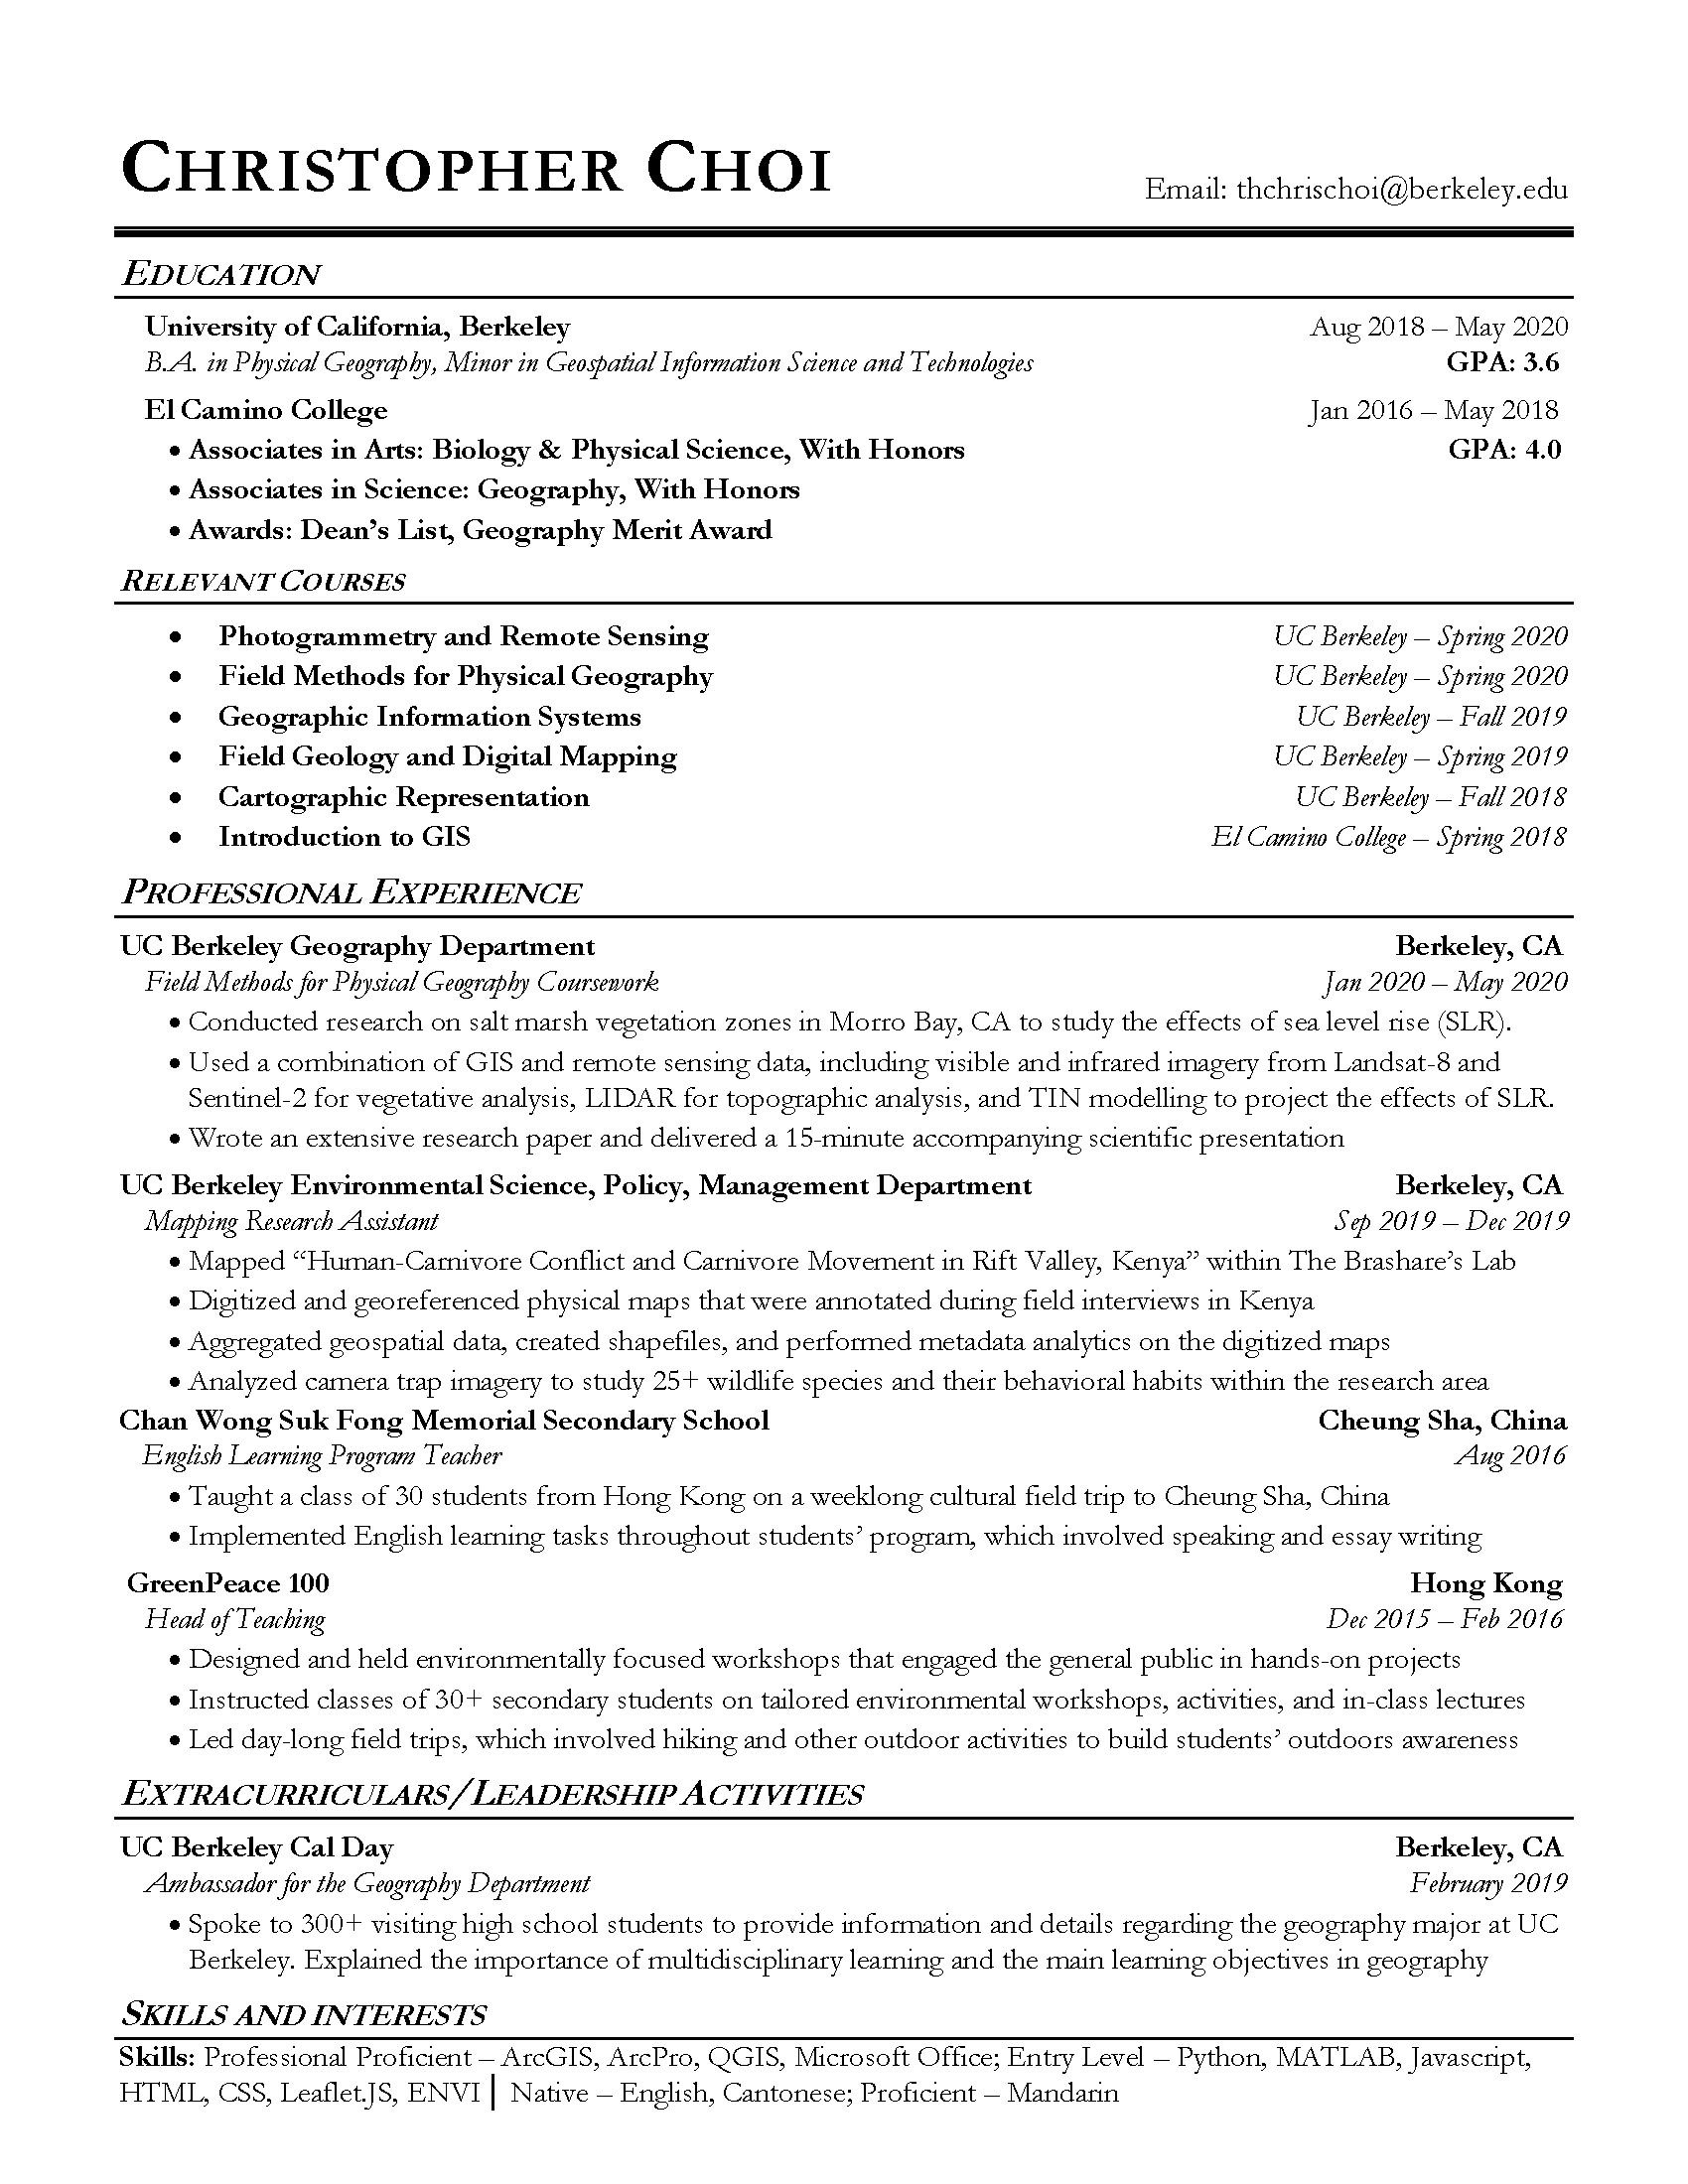 CHRISTOPHER CHOI
Email: thchrischoi@berkeley.edu
EDUCATION
University of California, Berkeley Aug 2018 – May 2020
B.A. in Physical Geography, Minor in Geospatial Information Science and Technologies GPA: 3.6
El Camino College Jan 2016 – May 2018
• Associates in Arts: Biology & Physical Science, With Honors GPA: 4.0
• Associates in Science: Geography, With Honors
• Awards: Dean’s List, Geography Merit Award
RELEVANT COURSES
• Photogrammetry and Remote Sensing UC Berkeley – Spring 2020
• Field Methods for Physical Geography UC Berkeley – Spring 2020
• Geographic Information Systems UC Berkeley – Fall 2019
• Field Geology and Digital Mapping UC Berkeley – Spring 2019
• Cartographic Representation UC Berkeley – Fall 2018
• Introduction to GIS El Camino College – Spring 2018
PROFESSIONAL EXPERIENCE
UC Berkeley Geography Department Berkeley, CA
Field Methods for Physical Geography Coursework Jan 2020 – May 2020
• Conducted research on salt marsh vegetation zones in Morro Bay, CA to study the effects of sea level rise (SLR).
• Used a combination of GIS and remote sensing data, including visible and infrared imagery from Landsat-8 and
Sentinel-2 for vegetative analysis, LIDAR for topographic analysis, and TIN modelling to project the effects of SLR.
• Wrote an extensive research paper and delivered a 15-minute accompanying scientific presentation
UC Berkeley Environmental Science, Policy, Management Department Berkeley, CA
Mapping Research Assistant Sep 2019 – Dec 2019
• Mapped “Human-Carnivore Conflict and Carnivore Movement in Rift Valley, Kenya” within The Brashare’s Lab
• Digitized and georeferenced physical maps that were annotated during field interviews in Kenya
• Aggregated geospatial data, created shapefiles, and performed metadata analytics on the digitized maps
• Analyzed camera trap imagery to study 25+ wildlife species and their behavioral habits within the research area
Chan Wong Suk Fong Memorial Secondary School Cheung Sha, China
English Learning Program Teacher Aug 2016
• Taught a class of 30 students from Hong Kong on a weeklong cultural field trip to Cheung Sha, China
• Implemented English learning tasks throughout students’ program, which involved speaking and essay writing
GreenPeace 100 Hong Kong
Head of Teaching Dec 2015 – Feb 2016
• Designed and held environmentally focused workshops that engaged the general public in hands-on projects
• Instructed classes of 30+ secondary students on tailored environmental workshops, activities, and in-class lectures
• Led day-long field trips, which involved hiking and other outdoor activities to build students’ outdoors awareness
EXTRACURRICULARS/LEADERSHIP ACTIVITIES
UC Berkeley Cal Day Berkeley, CA
Ambassador for the Geography Department February 2019
• Spoke to 300+ visiting high school students to provide information and details regarding the geography major at UC
Berkeley. Explained the importance of multidisciplinary learning and the main learning objectives in geography
SKILLS AND INTERESTS
Skills: Professional Proficient – ArcGIS, ArcPro, QGIS, Microsoft Office; Entry Level – Python, MATLAB, Javascript,
HTML, CSS, Leaflet.JS, ENVI | Native – English, Cantonese; Proficient – Mandarin